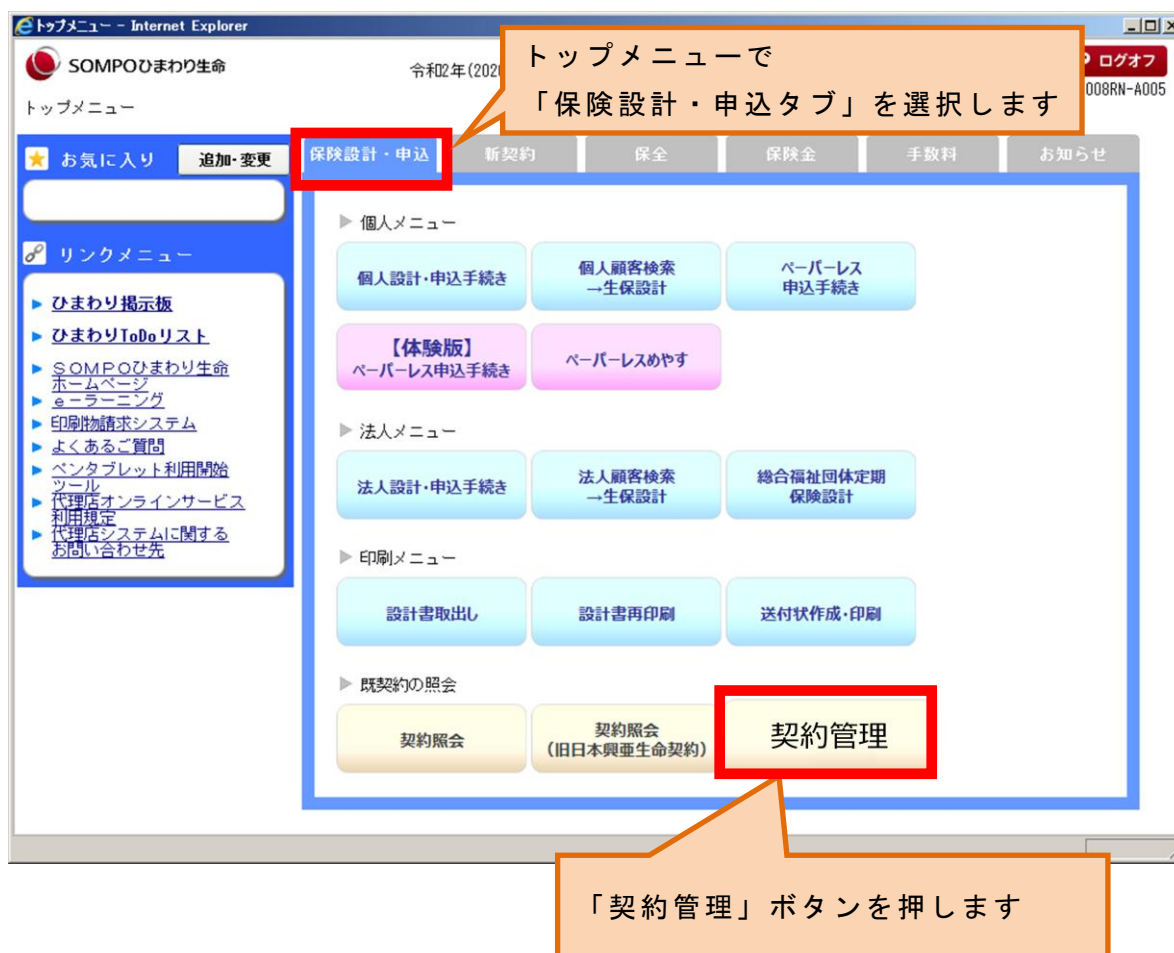 トップメニュー - Internet Explorer
SOMPOひまわり生命
令和2年(202
トップメニューで
「保険設計・申込タブ」を選択します
ログオフ
008RN-A005
トップメニュー
お気に入り
追加・変更
保険設計・申込
新契約
保全
保険金
手数料
お知らせ
リンクメニュー
ひまわり掲示板
ひまわりToDoリスト
SOMPOひまわり生命
ホームページ
e-ラーニング
印刷物請求システム
よくあるご質問
ペンタブレット利用開始
ツール
代理店オンラインサービス
利用規定
代理店システムに関する
お問い合わせ先
個人メニュー
個人設計・申込手続き
個人顧客検索
→生保設計
ペーパーレス
申込手続き
【体験版】
ペーパーレス申込手続き
ペーパーレスめやす
法人メニュー
法人設計・申込手続き
法人顧客検索
→生保設計
総合福祉団体定期
保険設計
印刷メニュー
設計書取出し
設計書再印刷
送付状作成・印刷
既契約の照会
契約照会
契約照会
(旧日本興亜生命契約)
契約管理
「契約管理」ボタンを押します